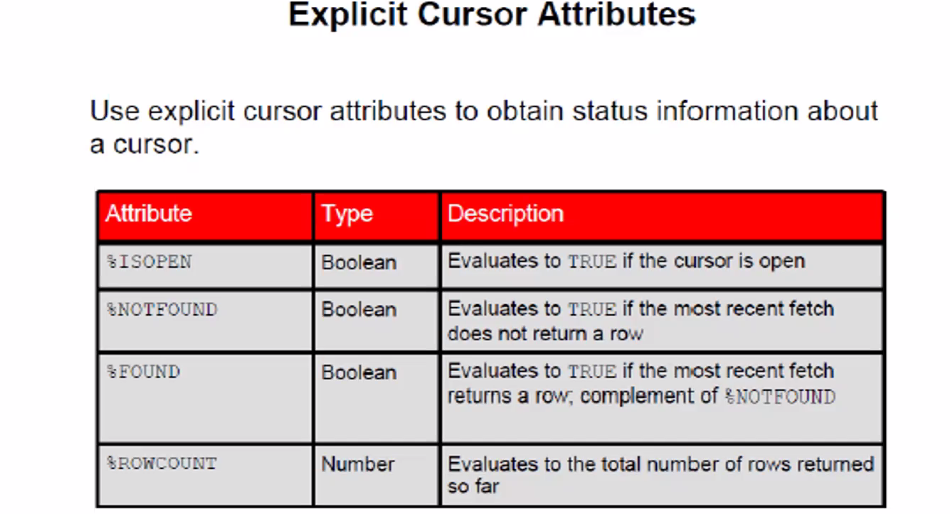 Explicit Cursor Attributes
Use explicit cursor attributes to obtain status information about
a cursor.
Attribute Type Description
%ISOPEN Boolean Evaluates to TRUE if the cursor is open
%NOTFOUND Boolean Evaluates to TRUE if the most recent fetch
does not return a row
%FOUND Boolean Evaluates to TRUE if the most recent fetch
returns a row; complement of %NOTFOUND
%ROWCOUNT Number Evaluates to the total number of rows returned
so far